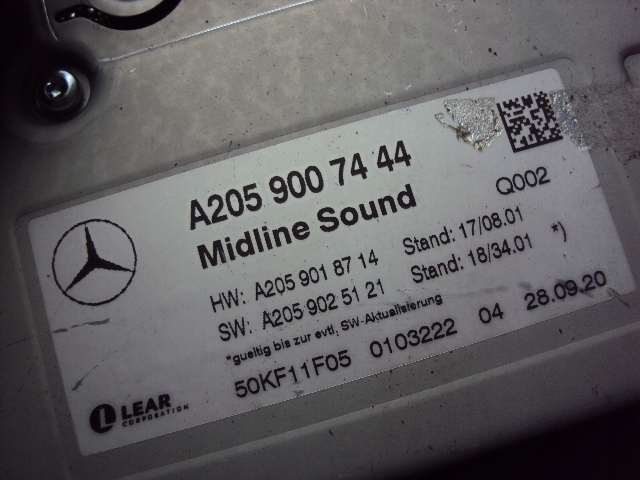 A205 900 74 44
Midline Sound
Q002
HW: A205 901 87 14 Stand: 17/08.01
SW: A205 902 51 21 Stand: 18/34.01 *)
*gueltig bis zur evtl. SW-Aktualisierung
50KF11F05 0103222 04 28.09.20
LEAR
CORPORATION